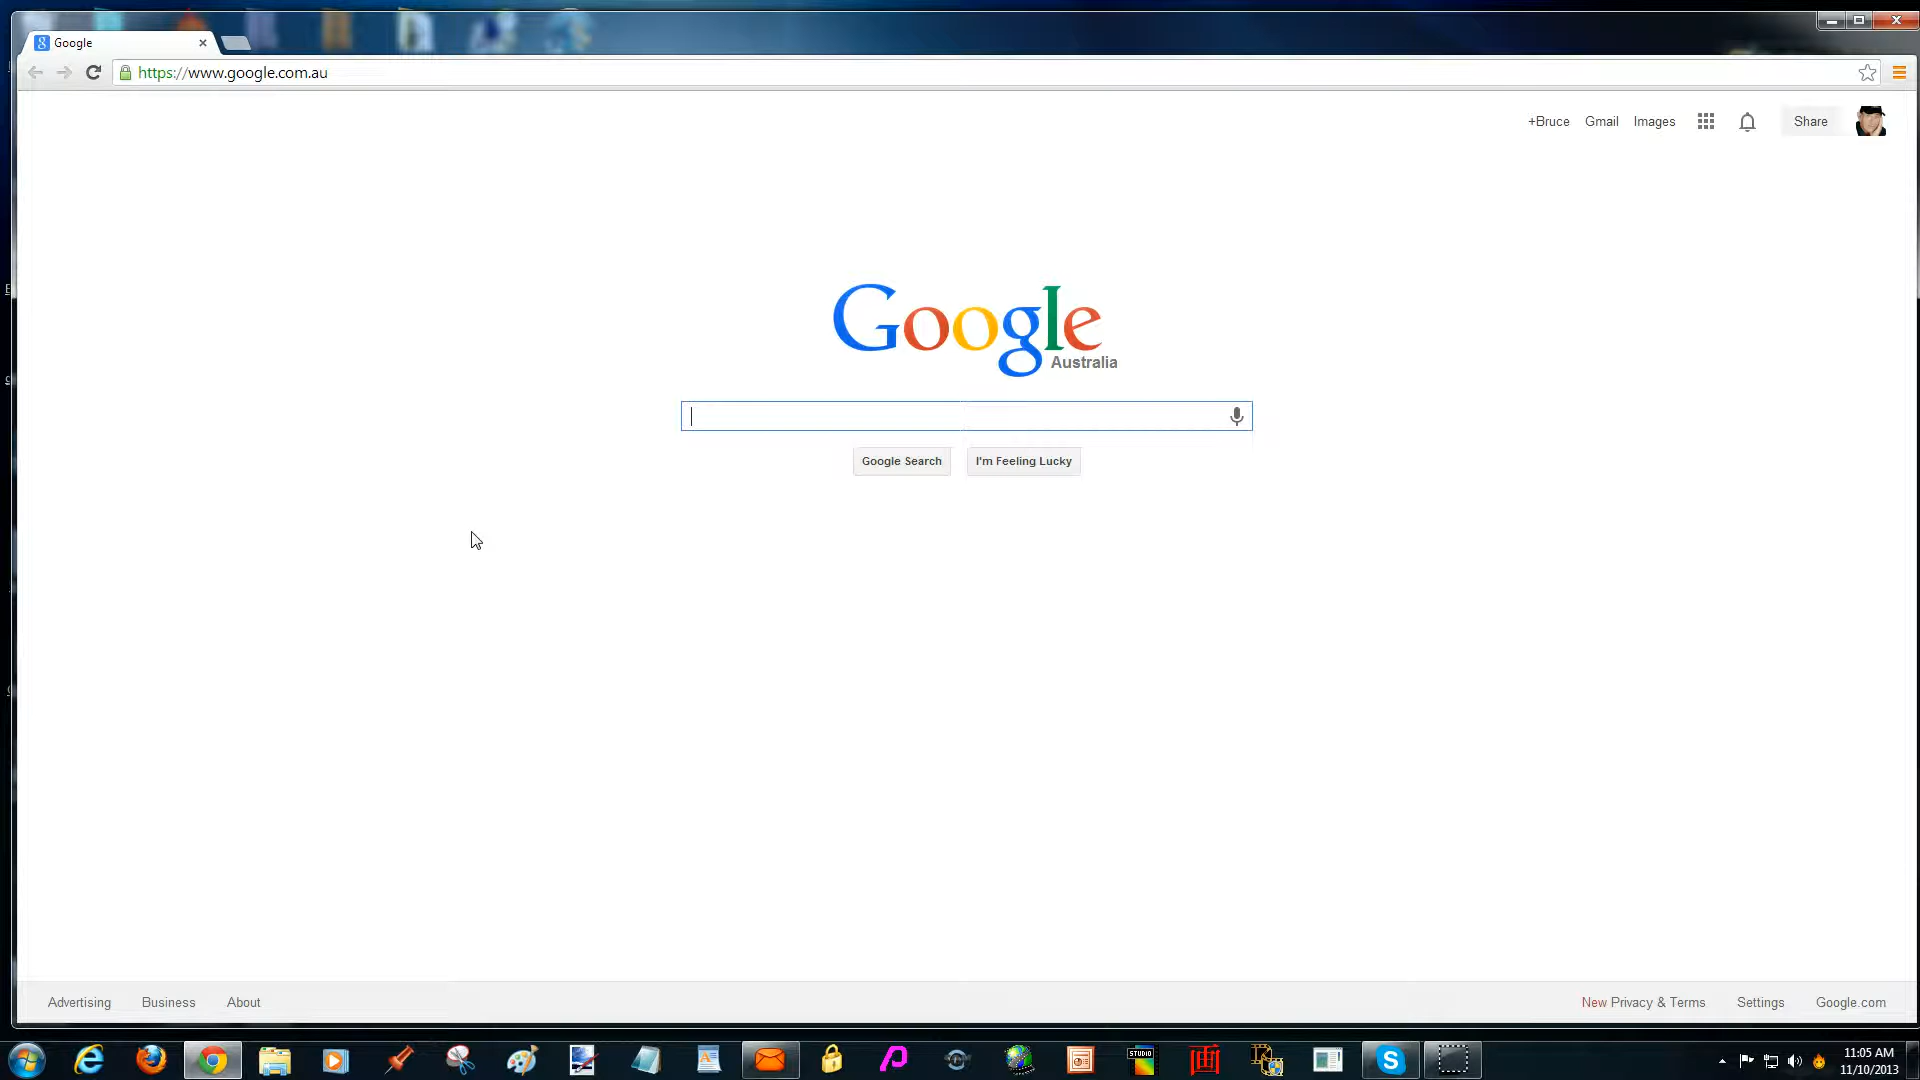 Google
https://www.google.com.au
+Bruce Gmail Images Share
Google
Australia
Google Search I'm Feeling Lucky
Advertising Business About New Privacy & Terms Settings Google.com
STUDIO
画
11:05 AM
11/10/2013